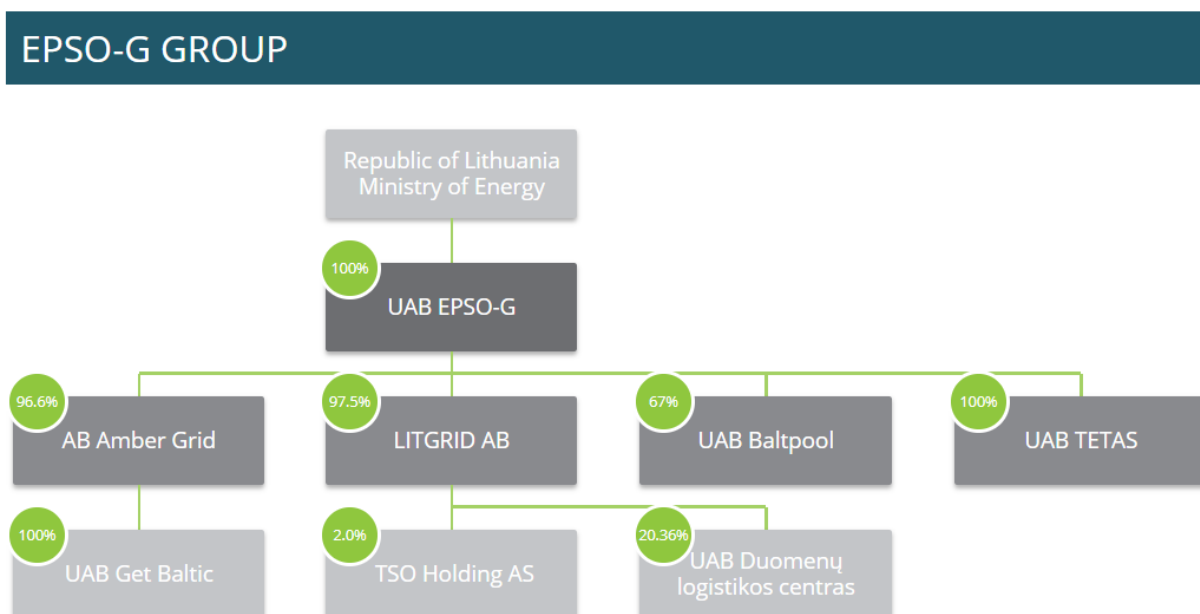 EPSO-G GROUP
Republic of Lithuania
Ministry of Energy
100%
UAB EPSO-G
96.6%
AB Amber Grid
97.5%
LITGRID AB
67%
UAB Baltpool
100%
UAB TETAS
100%
UAB Get Baltic
2.0%
TSO Holding AS
20.36%
UAB Duomenų
logistikos centras